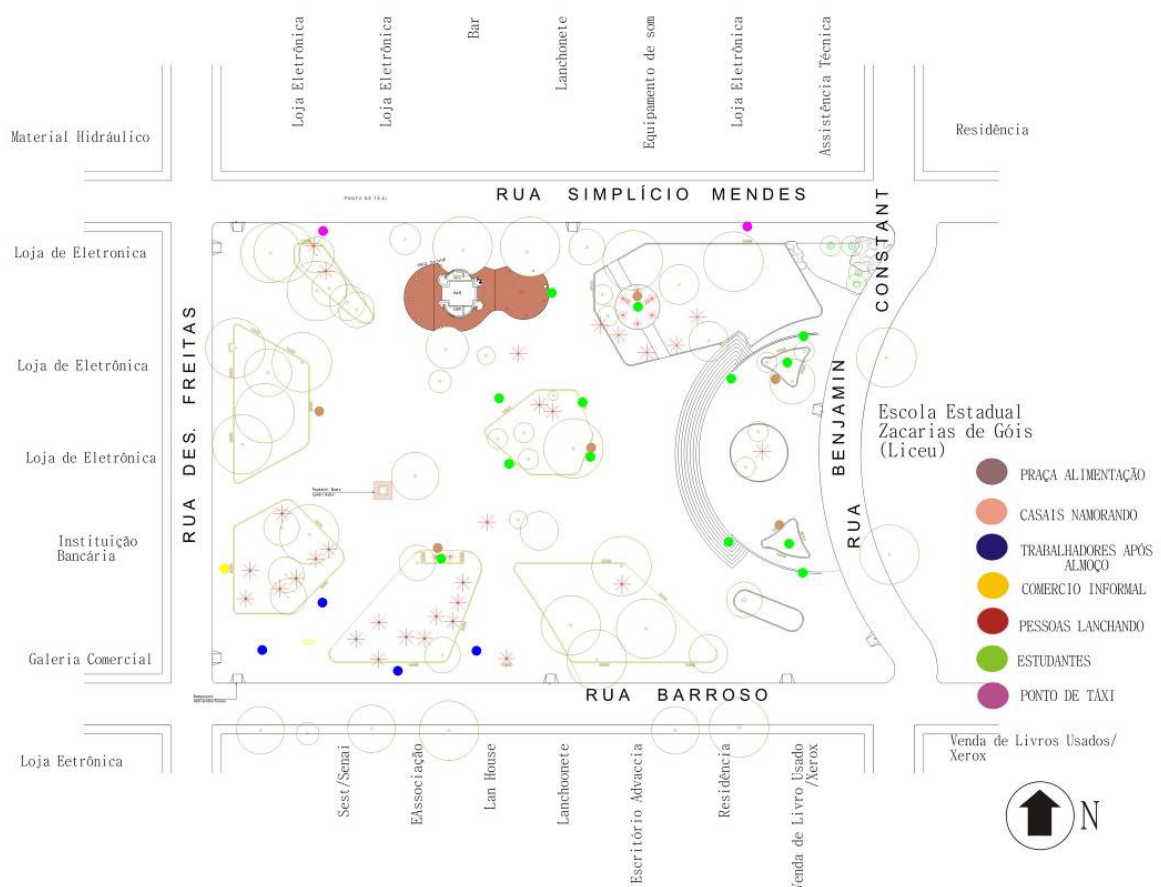 Loja Eletrônica
Loja Eletrônica
Bar
Lanchonete
Equipamento de som
Loja Eletrônica
Assistência Técnica
Material Hidráulico
Residência
RUA SIMPLÍCIO MENDES
PONTO DE TÁXI
Loja de Eletronica
Loja de Eletrônica
Loja de Eletrônica
Instituição
Bancária
Galeria Comercial
Loja Eetrônica
RUA DES. FREITAS
BAR
RUA BENJAMIN CONSTANT
Escola Estadual
Zacarias de Góis
(Liceu)
PRAÇA ALIMENTAÇÃO
CASAIS NAMORANDO
TRABALHADORES APÓS
ALMOÇO
COMERCIO INFORMAL
PESSOAS LANCHANDO
ESTUDANTES
PONTO DE TÁXI
RUA BARROSO
Sest/Senai
EAssociação
Lan House
Lanchoonete
Escritório Advaccia
Residência
Venda de Livro Usado
/Xerox
Venda de Livros Usados/
Xerox
N